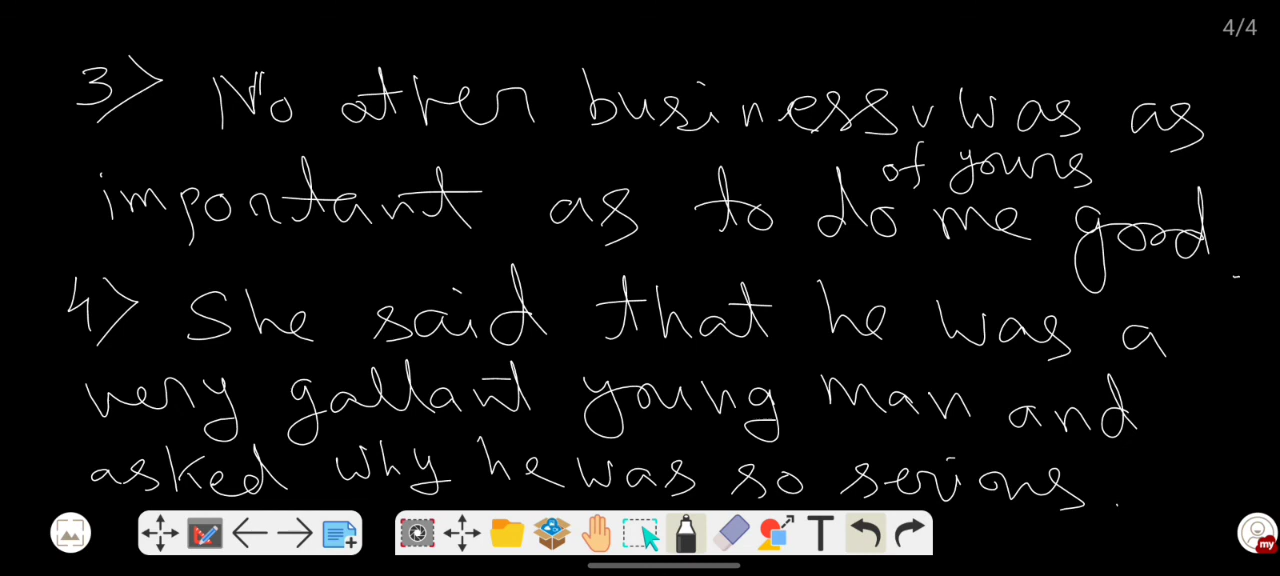 4/4
3> No other business v was as
of yours
important as to do me good.
4> She said that he was a
very gallant young man and
asked why he was so serious.
T
my